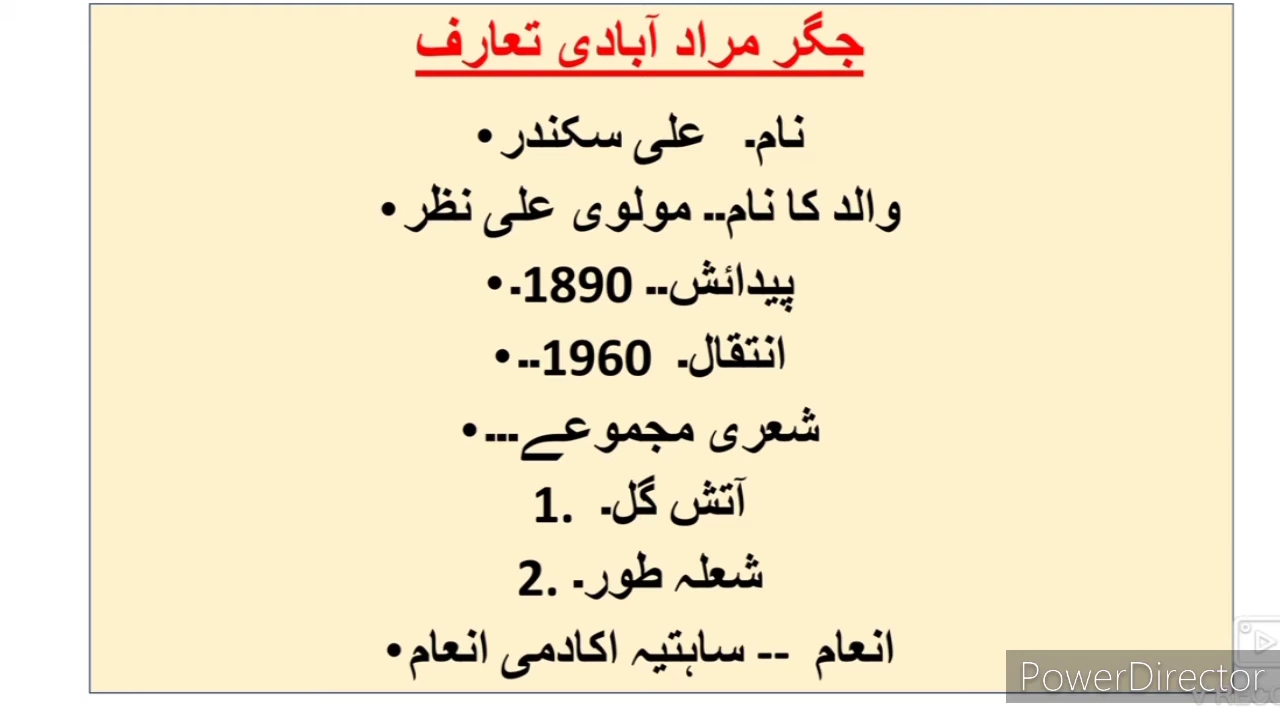 جگر مراد آبادی تعارف
نام۔ علی سکندر •
والد کا نام۔۔ مولوی علی نظر •
پیدائش۔۔ 1890۔ •
انتقال۔ 1960۔۔ •
شعری مجموعے۔۔۔ •
1. آتش گل۔
2. شعلہ طور۔
انعام -- ساہتیہ اکادمی انعام •
PowerDirector